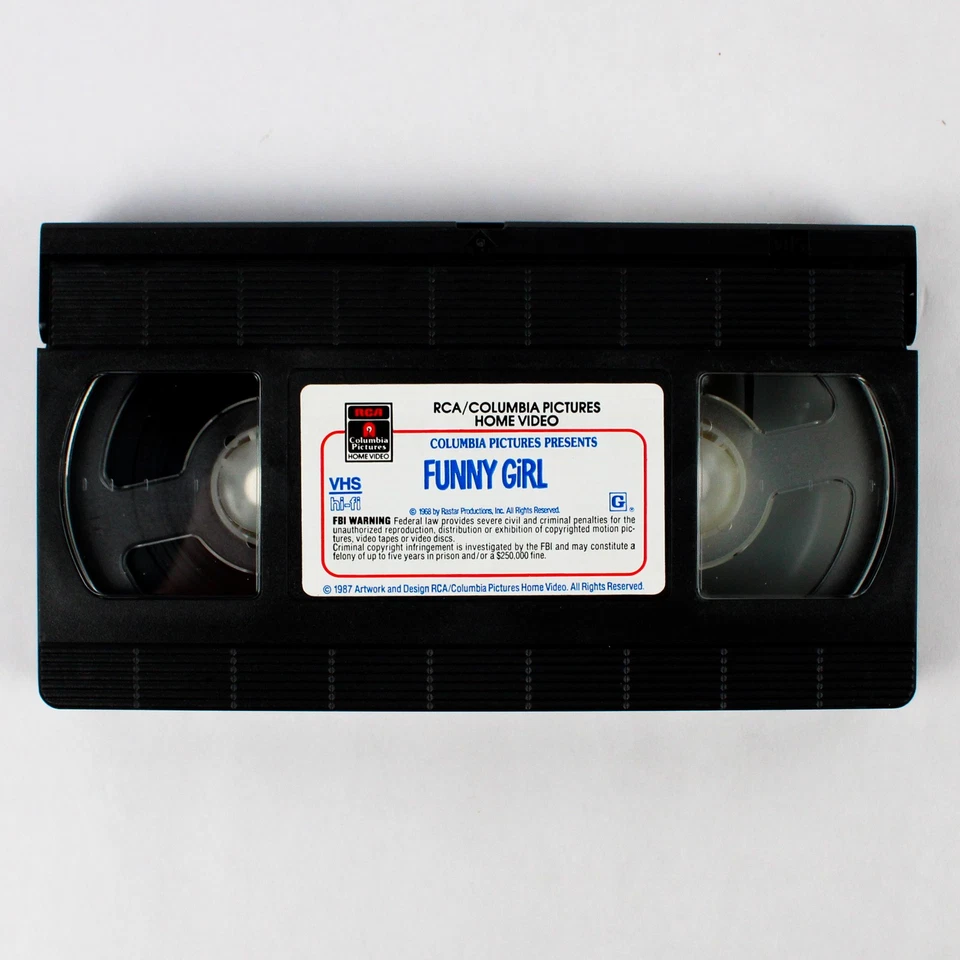 RCA
Columbia
Pictures
HOME VIDEO
RCA/COLUMBIA PICTURES
HOME VIDEO
COLUMBIA PICTURES PRESENTS
FUNNY GiRL
VHS
hi-fi
G ®
© 1968 by Rastar Productions, Inc. All Rights Reserved.
FBI WARNING Federal law provides severe civil and criminal penalties for the
unauthorized reproduction, distribution or exhibition of copyrighted motion pic-
tures, video tapes or video discs.
Criminal copyright infringement is investigated by the FBI and may constitute a
felony of up to five years in prison and/or a $250,000 fine.
© 1987 Artwork and Design RCA/Columbia Pictures Home Video. All Rights Reserved.